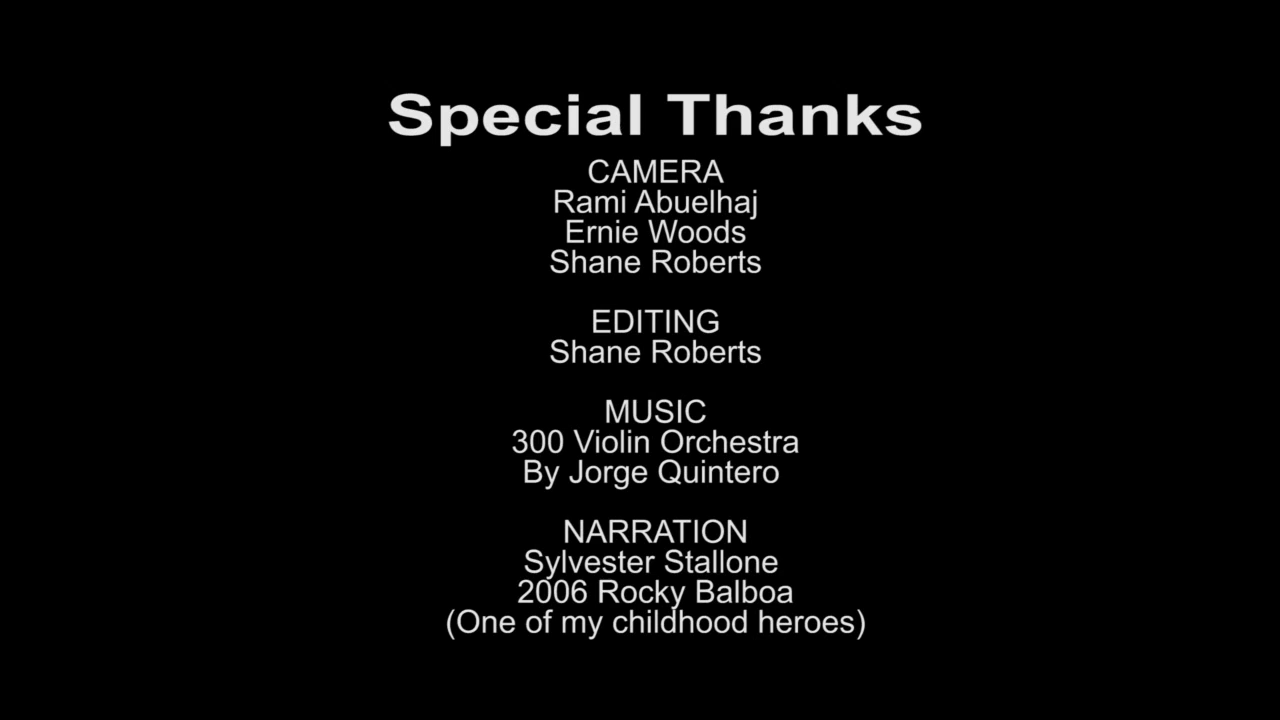 Special Thanks
CAMERA
Rami Abuelhaj
Ernie Woods
Shane Roberts
EDITING
Shane Roberts
MUSIC
300 Violin Orchestra
By Jorge Quintero
NARRATION
Sylvester Stallone
2006 Rocky Balboa
(One of my childhood heroes)